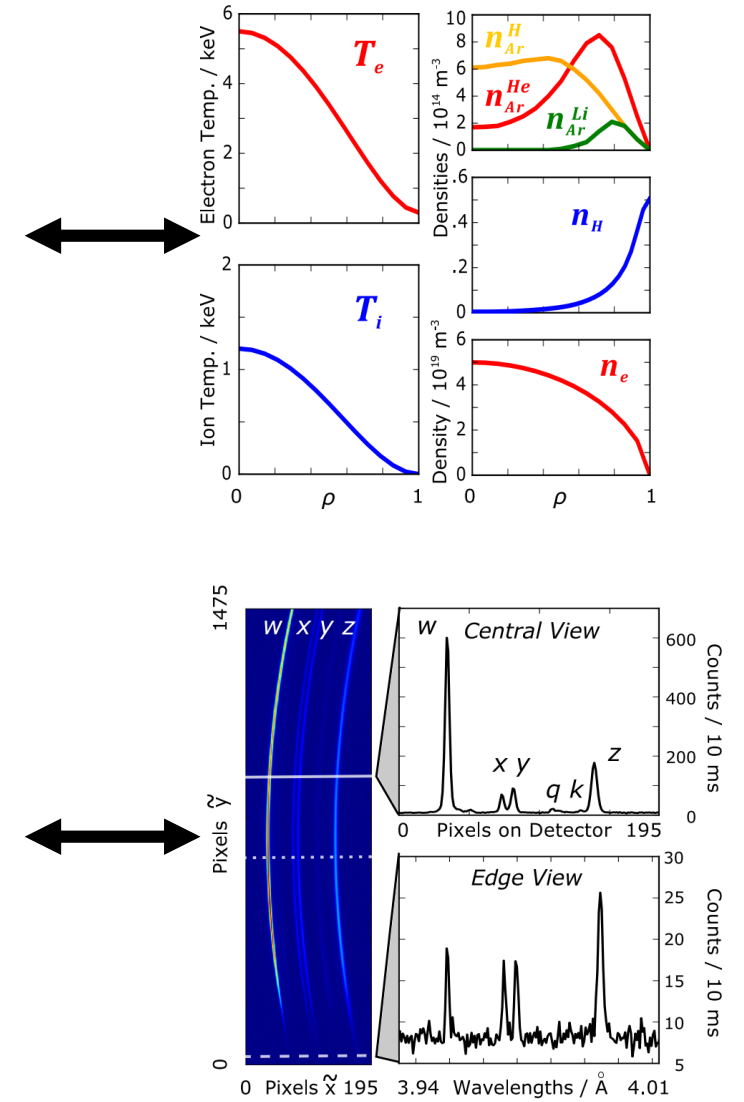 6
4
2
0
Electron Temp. / keV
T_e
2
1
0
Ion Temp. / keV
T_i
0
ρ
1
14
10
8
6
4
2
0
Densities / 10¹⁴ m⁻³
n_Ar^H
n_Ar^He
n_Ar^Li
.6
.4
.2
0
n_H
6
4
2
0
Density / 10¹⁹ m⁻³
n_e
0
ρ
1
1475
Pixels ỹ
0
w x y z
0 Pixels x̃ 195
w
Central View
x y
q k
z
600
400
200
0
Counts / 10 ms
0 Pixels on Detector 195
Edge View
30
25
20
15
10
5
Counts / 10 ms
3.94 Wavelengths / Å 4.01